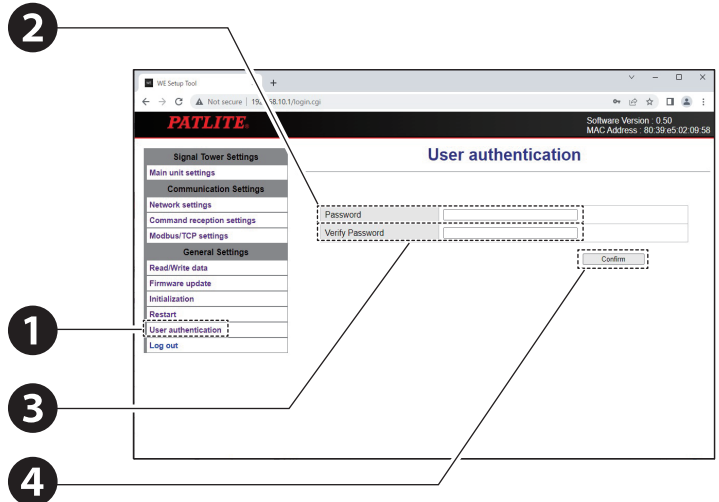 2
WE Setup Tool
Not secure
192.168.10.1/login.cgi
PATLITE®
Software Version : 0.50
MAC Address : 80:39:e5:02:09:58
Signal Tower Settings
Main unit settings
Communication Settings
Network settings
Command reception settings
Modbus/TCP settings
General Settings
Read/Write data
Firmware update
Initialization
Restart
User authentication
Log out
User authentication
Password
Verify Password
Confirm
1
3
4